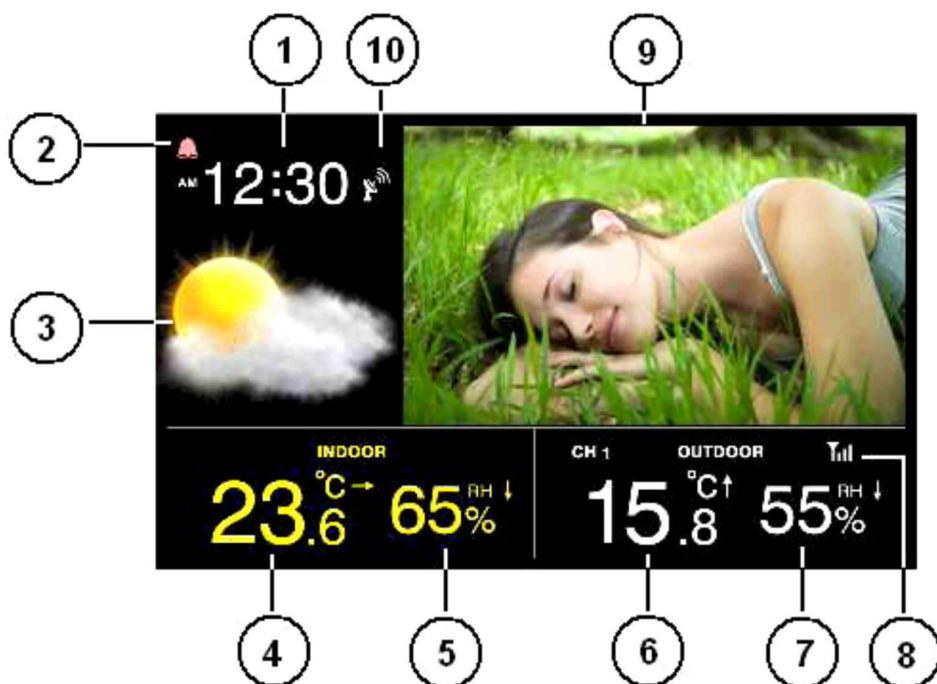 1 10 9
2
AM 12:30
3
INDOOR
23.6 °C→ 65% RH ↓
CH 1 OUTDOOR
15.8 °C↑ 55% RH ↓
4 5 6 7 8